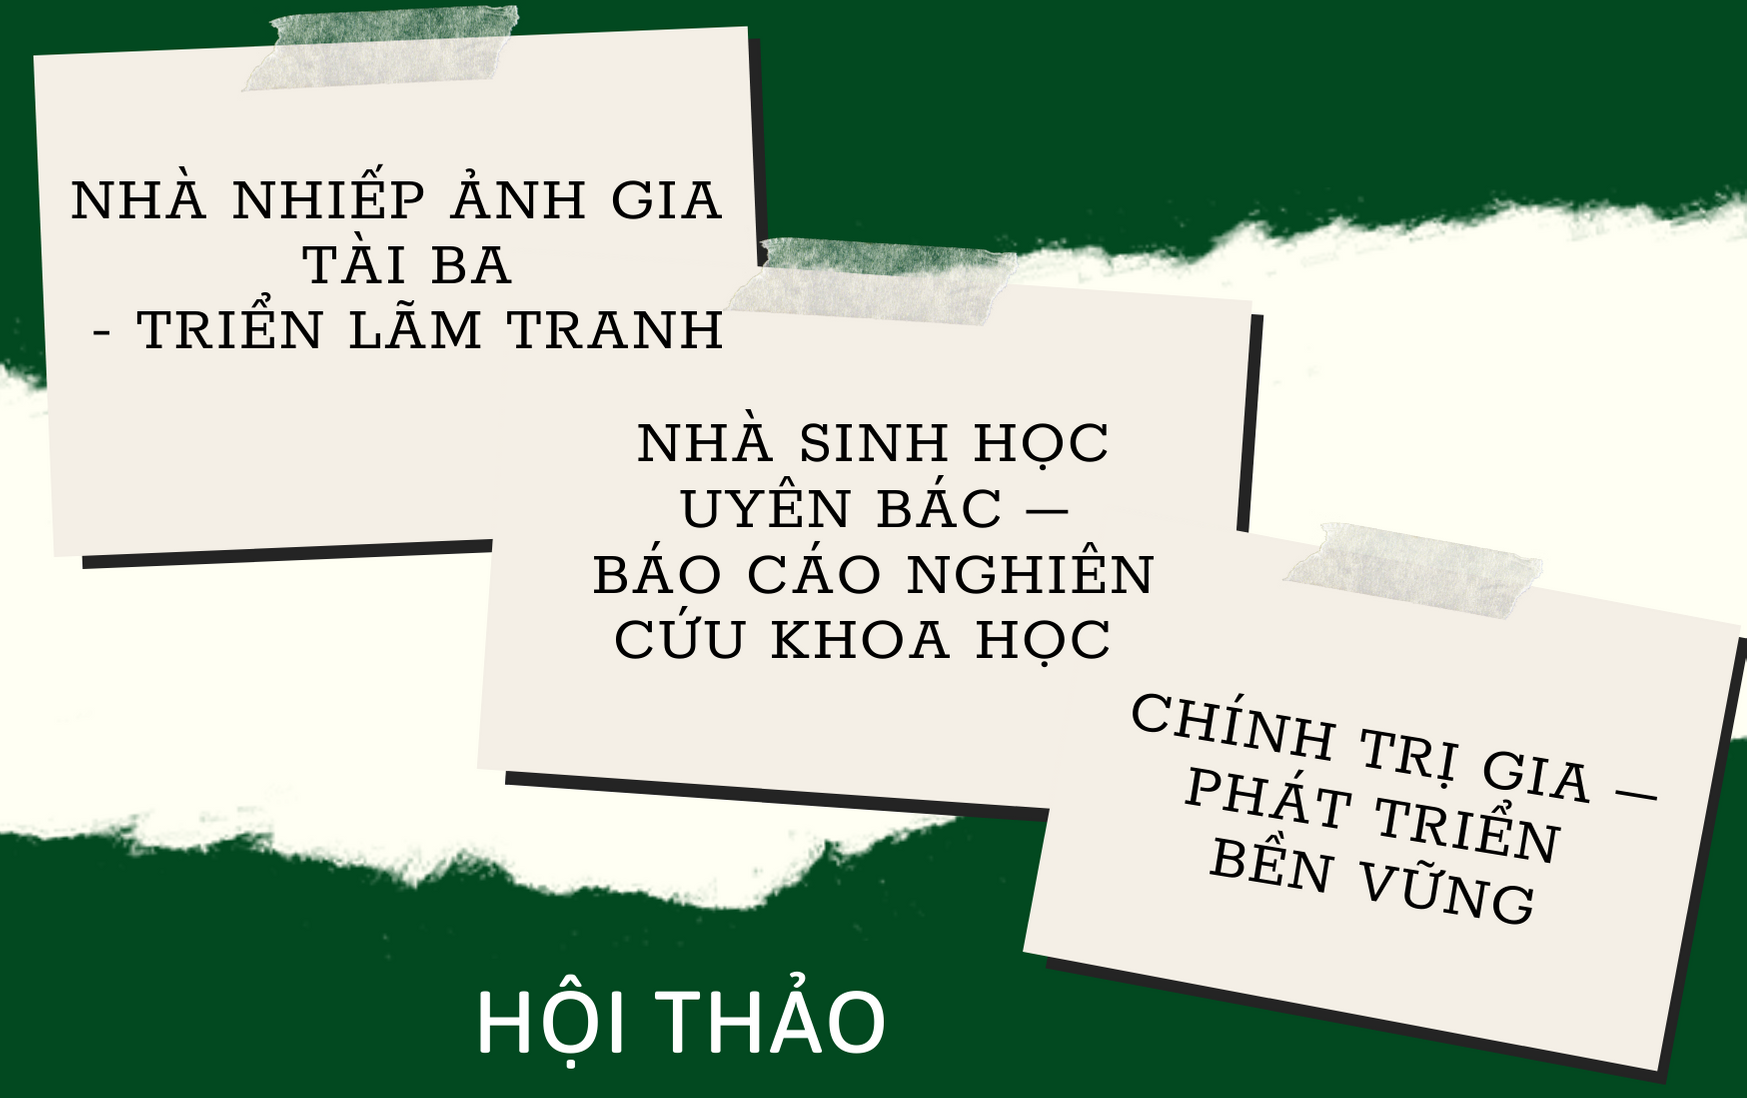 NHÀ NHIẾP ẢNH GIA
TÀI BA
- TRIỂN LÃM TRANH
NHÀ SINH HỌC
UYÊN BÁC –
BÁO CÁO NGHIÊN
CỨU KHOA HỌC
CHÍNH TRỊ GIA –
PHÁT TRIỂN
BỀN VỮNG
HỘI THẢO